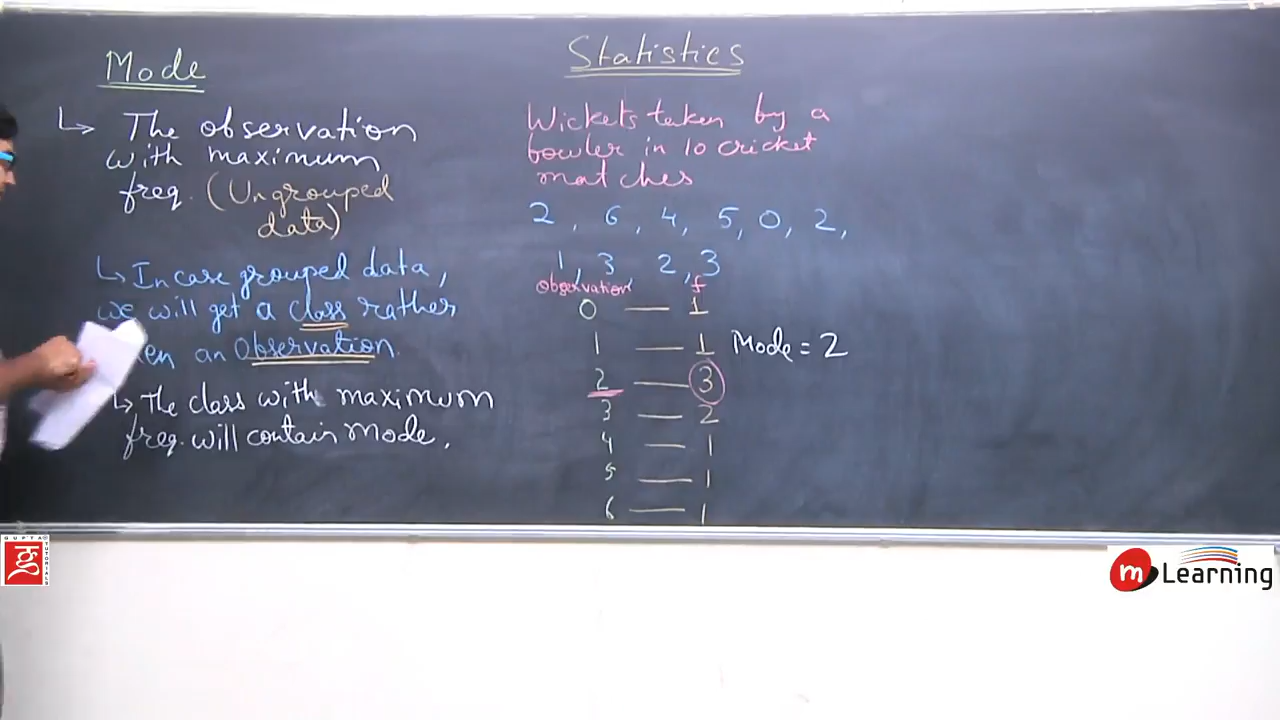 Mode
↳ The observation
with maximum
freq. (Ungrouped
data)
↳ In case grouped data,
we will get a class rather
en an observation.
↳ The class with maximum
freq. will contain Mode.
Statistics
Wickets taken by a
bowler in 10 cricket
matches
2, 6, 4, 5, 0, 2,
1, 3, 2, 3
observation f
0 — 1
1 — 1 Mode = 2
2 — 3
3 — 2
4 — 1
5 — 1
6 — 1
GUPTA
TUTORIALS
m Learning